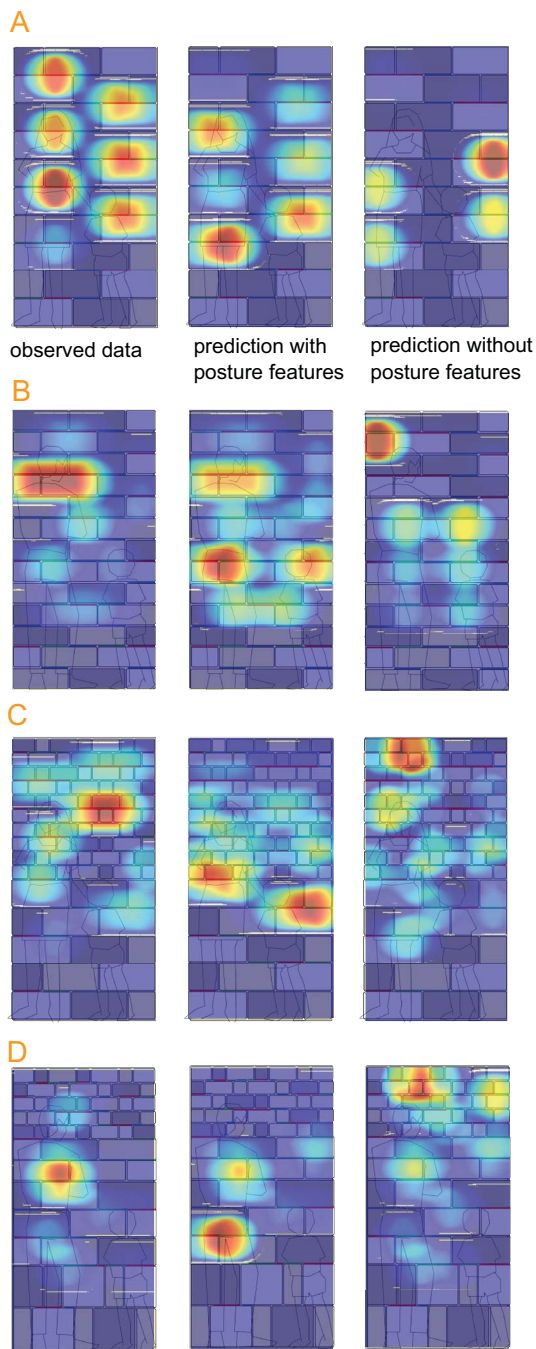 A
observed data
prediction with
posture features
prediction without
posture features
B
C
D